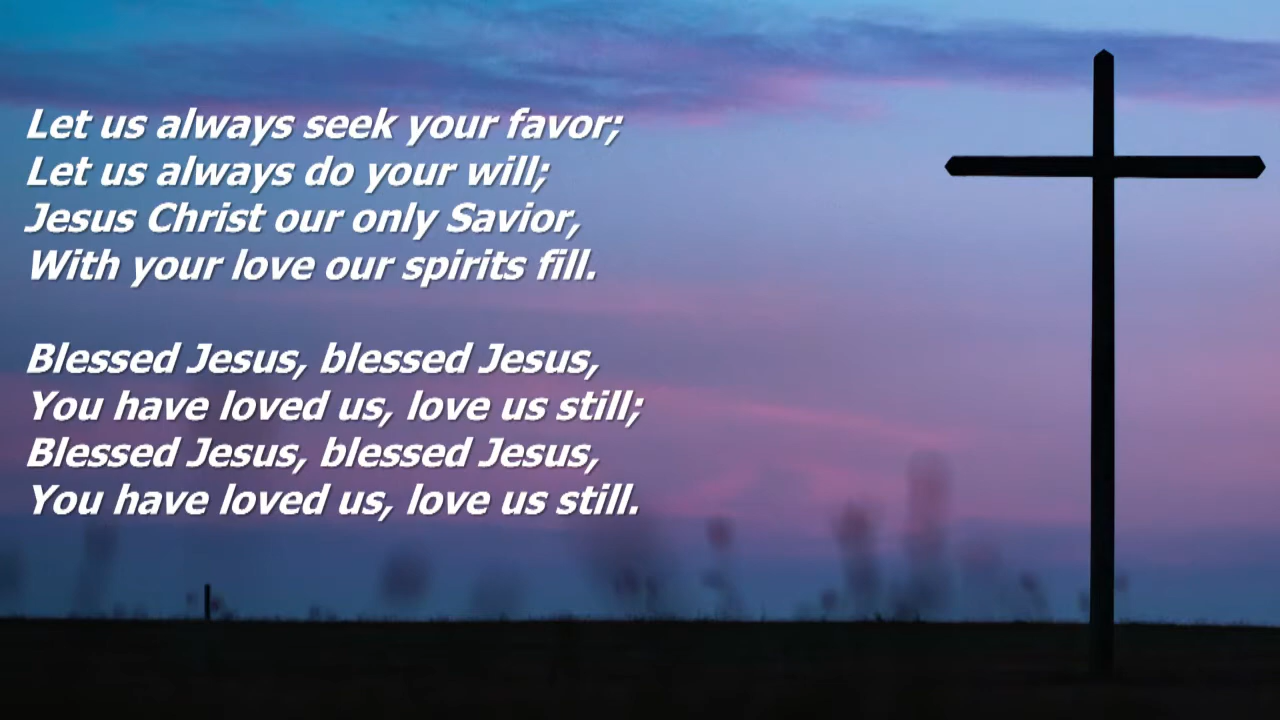 Let us always seek your favor;
Let us always do your will;
Jesus Christ our only Savior,
With your love our spirits fill.
Blessed Jesus, blessed Jesus,
You have loved us, love us still;
Blessed Jesus, blessed Jesus,
You have loved us, love us still.